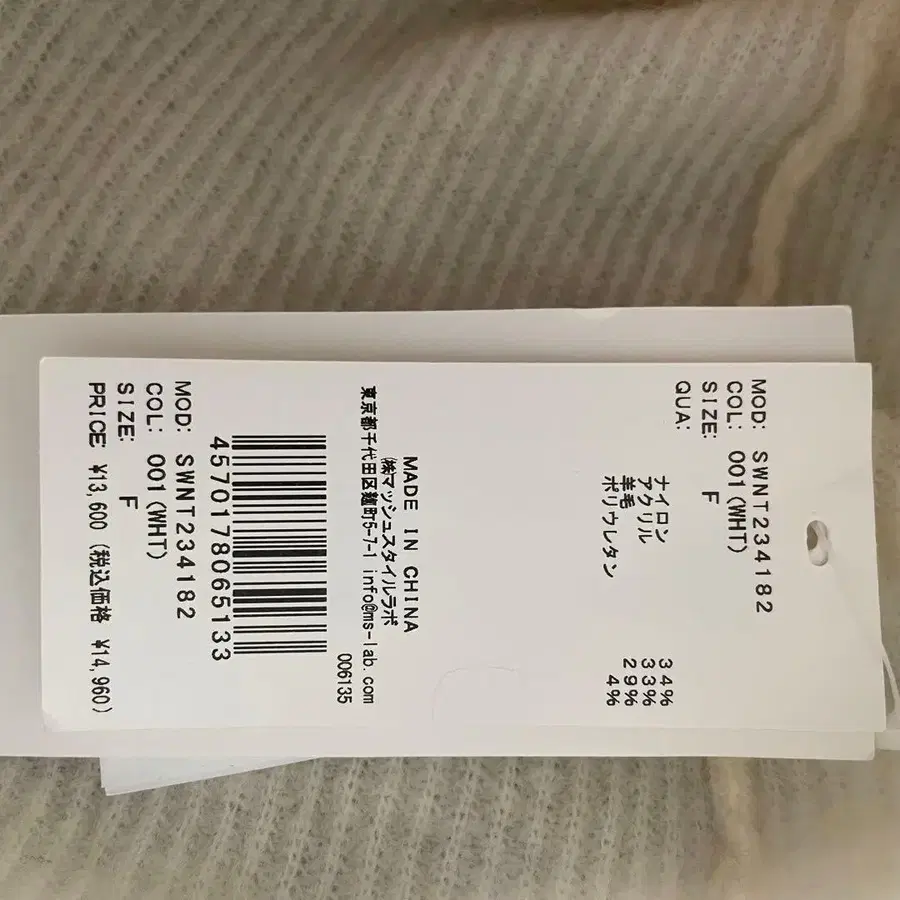 MOD: SWNT234182
COL: 001(WHT)
SIZE: F
QUA:
ナイロン 34%
アクリル 33%
羊毛 29%
ポリウレタン 4%
MADE IN CHINA
㈱マッシュスタイルラボ
東京都千代田区麹町5-7-1 info@ms-lab.com
006135
4570178065133
MOD: SWNT234182
COL: 001(WHT)
SIZE: F
PRICE: ¥13,600 (税込価格 ¥14,960)